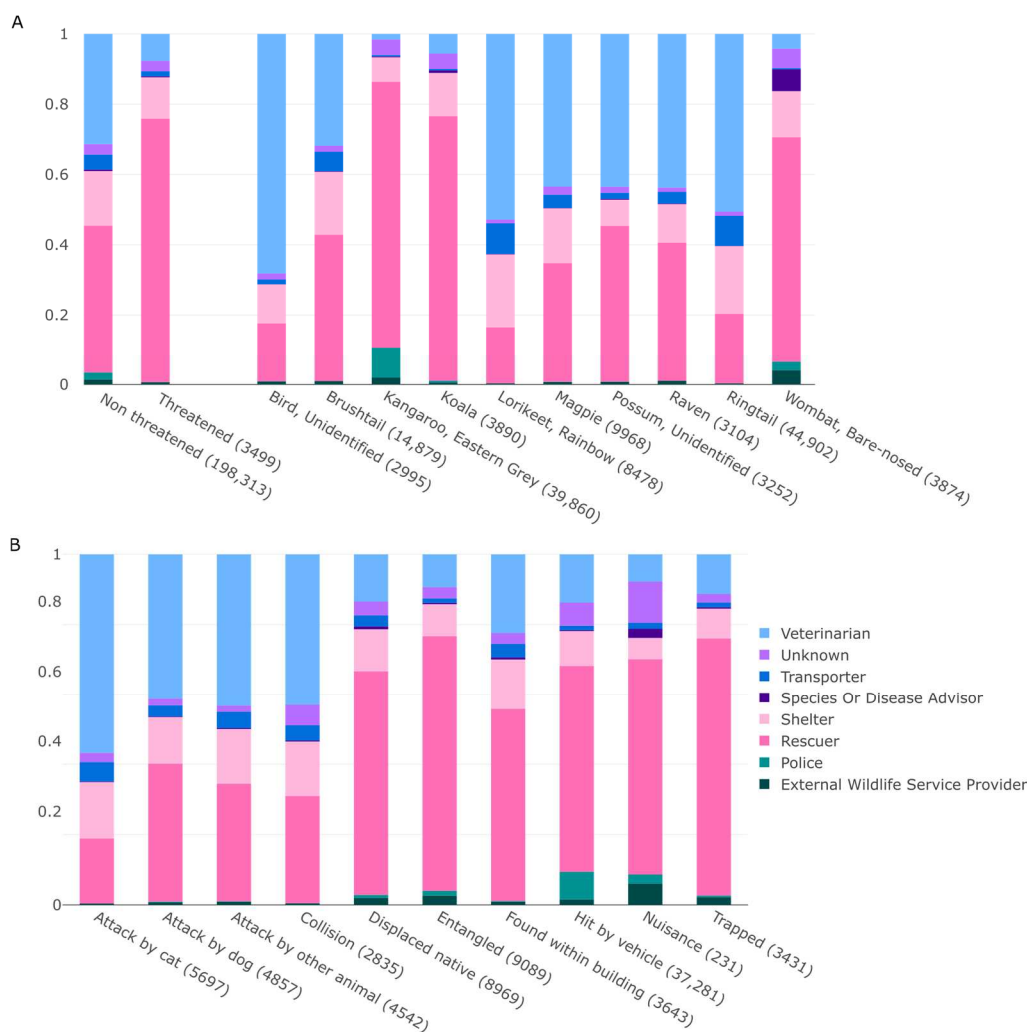 A
1
0.8
0.6
0.4
0.2
0
Non threatened (198,313)
Threatened (3499)
Bird, Unidentified (2995)
Brushtail (14,879)
Kangaroo, Eastern Grey (39,860)
Koala (3890)
Lorikeet, Rainbow (8478)
Magpie (9968)
Possum, Unidentified (3252)
Raven (3104)
Ringtail (44,902)
Wombat, Bare-nosed (3874)
B
1
0.8
0.6
0.4
0.2
0
Attack by cat (5697)
Attack by dog (4857)
Attack by other animal (4542)
Collision (2835)
Displaced native (8969)
Entangled (9089)
Found within building (3643)
Hit by vehicle (37,281)
Nuisance (231)
Trapped (3431)
Veterinarian
Unknown
Transporter
Species Or Disease Advisor
Shelter
Rescuer
Police
External Wildlife Service Provider